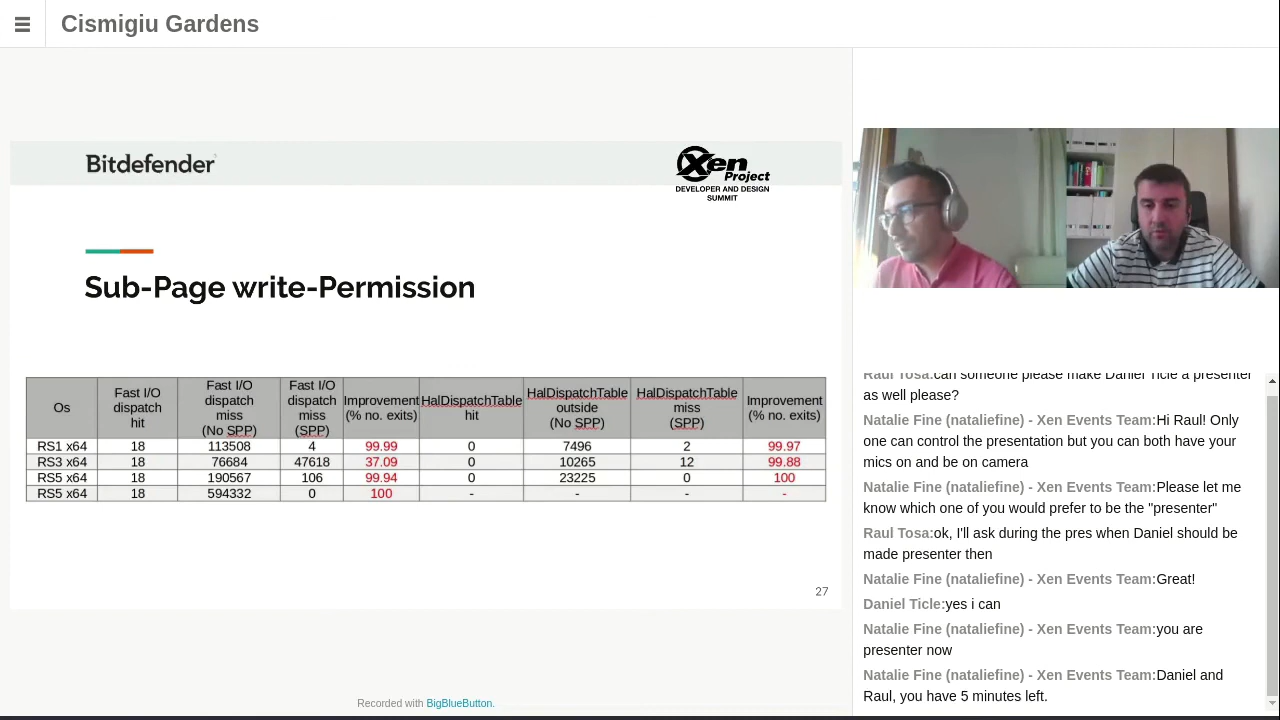 Cismigiu Gardens
Bitdefender
Xen
Project
DEVELOPER AND DESIGN
SUMMIT
Sub-Page write-Permission
Os Fast I/O dispatch hit Fast I/O dispatch miss (No SPP) Fast I/O dispatch miss (SPP) Improvement (% no. exits) HalDispatchTable hit HalDispatchTable outside (No SPP) HalDispatchTable miss (SPP) Improvement (% no. exits)
RS1 x64 18 113508 4 99.99 0 7496 2 99.97
RS3 x64 18 76684 47618 37.09 0 10265 12 99.88
RS5 x64 18 190567 106 99.94 0 23225 0 100
RS5 x64 18 594332 0 100 - - - -
27
Recorded with BigBlueButton.
Raul Tosa:can someone please make Daniel Ticle a presenter
as well please?
Natalie Fine (nataliefine) - Xen Events Team:Hi Raul! Only
one can control the presentation but you can both have your
mics on and be on camera
Natalie Fine (nataliefine) - Xen Events Team:Please let me
know which one of you would prefer to be the "presenter"
Raul Tosa:ok, I'll ask during the pres when Daniel should be
made presenter then
Natalie Fine (nataliefine) - Xen Events Team:Great!
Daniel Ticle:yes i can
Natalie Fine (nataliefine) - Xen Events Team:you are
presenter now
Natalie Fine (nataliefine) - Xen Events Team:Daniel and
Raul, you have 5 minutes left.